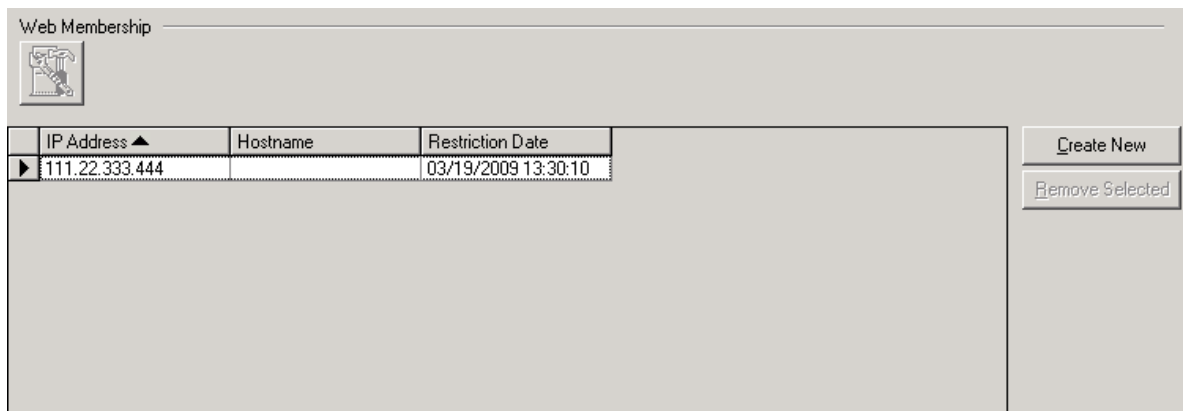 Web Membership
IP Address Hostname Restriction Date
111.22.333.444 03/19/2009 13:30:10
Create New
Remove Selected